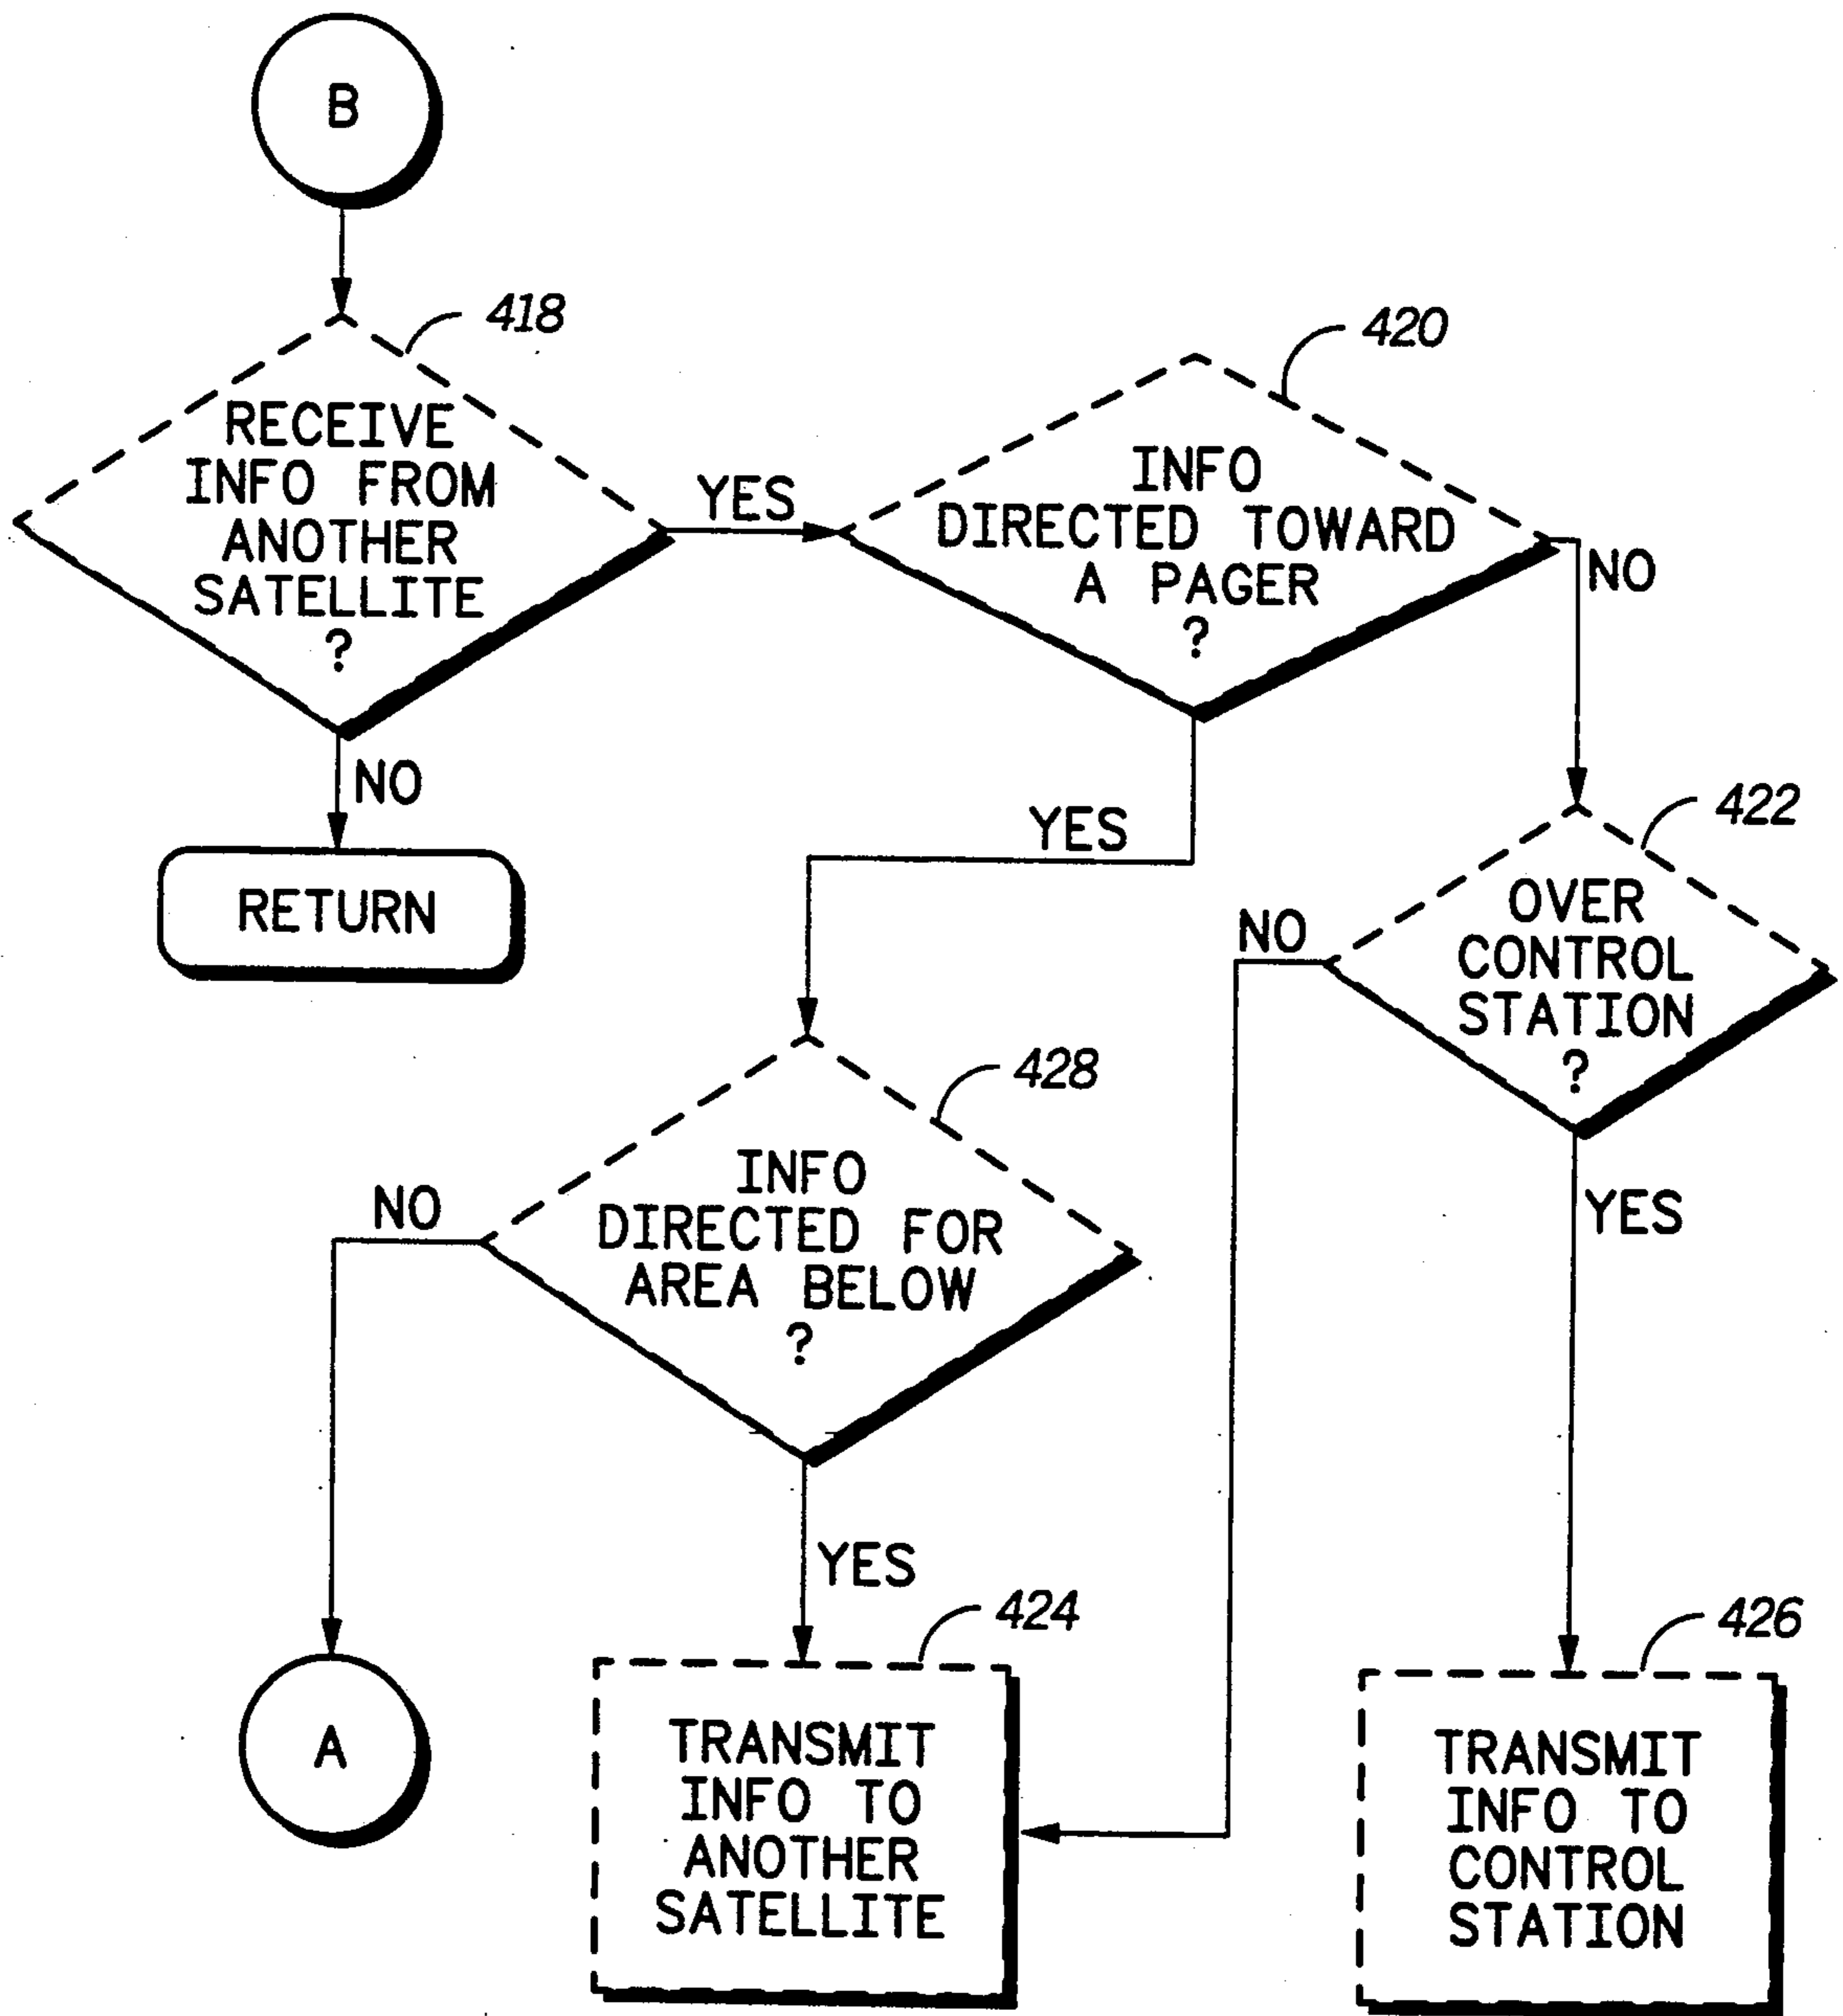 B
418
RECEIVE
INFO FROM
ANOTHER
SATELLITE
?
YES
420
INFO
DIRECTED TOWARD
A PAGER
?
NO
NO
RETURN
YES
422
OVER
CONTROL
STATION
?
NO
YES
428
INFO
DIRECTED FOR
AREA BELOW
?
NO
YES
A
424
TRANSMIT
INFO TO
ANOTHER
SATELLITE
426
TRANSMIT
INFO TO
CONTROL
STATION